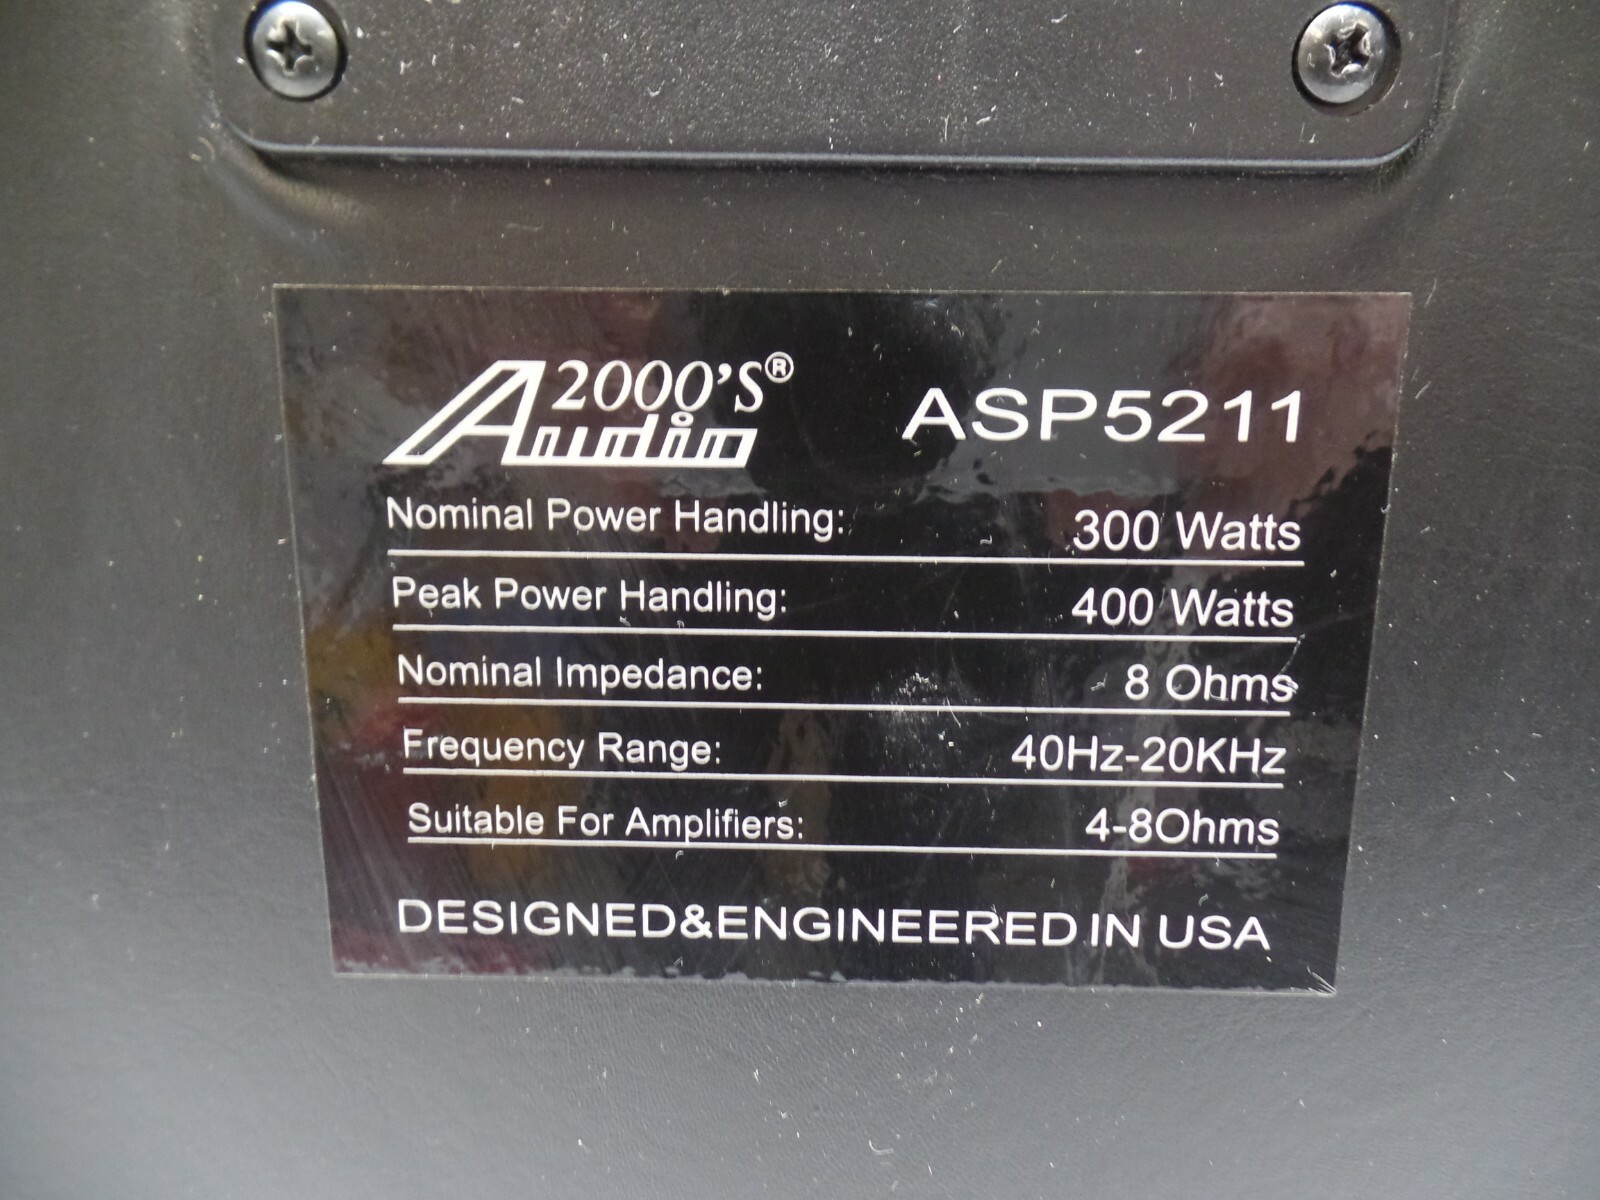 Audio 2000'S® ASP5211
Nominal Power Handling: 300 Watts
Peak Power Handling: 400 Watts
Nominal Impedance: 8 Ohms
Frequency Range: 40Hz-20KHz
Suitable For Amplifiers: 4-8Ohms
DESIGNED&ENGINEERED IN USA